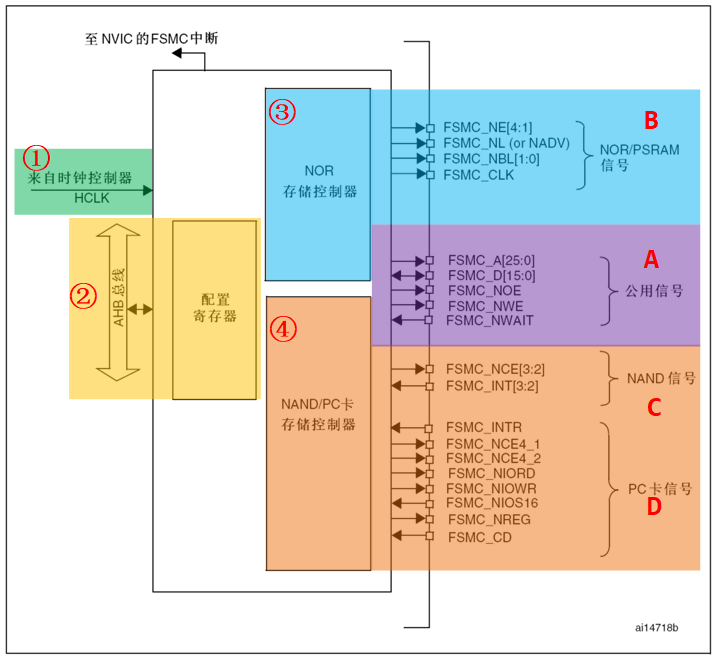 至 NVIC 的FSMC中断
①
来自时钟控制器
HCLK
②
AHB 总线
配置
寄存器
③
NOR
存储控制器
FSMC_NE[4:1]
FSMC_NL (or NADV)
FSMC_NBL[1:0]
FSMC_CLK
B
NOR/PSRAM
信号
FSMC_A[25:0]
FSMC_D[15:0]
FSMC_NOE
FSMC_NWE
FSMC_NWAIT
A
公用信号
④
NAND/PC卡
存储控制器
FSMC_NCE[3:2]
FSMC_INT[3:2]
NAND 信号
C
FSMC_INTR
FSMC_NCE4_1
FSMC_NCE4_2
FSMC_NIORD
FSMC_NIOWR
FSMC_NIOS16
FSMC_NREG
FSMC_CD
PC卡信号
D
ai14718b